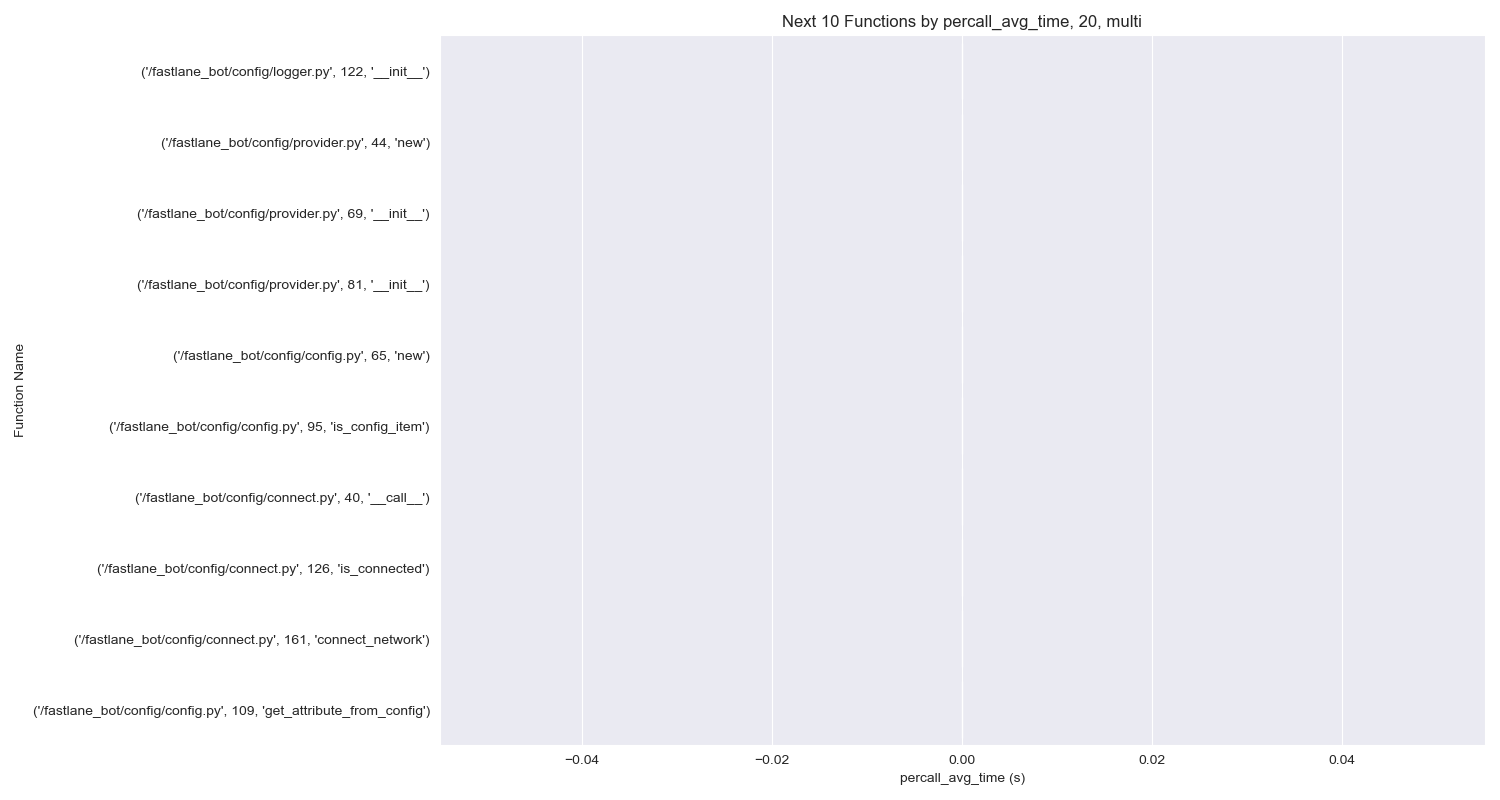 Next 10 Functions by percall_avg_time, 20, multi
('/fastlane_bot/config/logger.py', 122, '__init__')
('/fastlane_bot/config/provider.py', 44, 'new')
('/fastlane_bot/config/provider.py', 69, '__init__')
('/fastlane_bot/config/provider.py', 81, '__init__')
('/fastlane_bot/config/config.py', 65, 'new')
('/fastlane_bot/config/config.py', 95, 'is_config_item')
('/fastlane_bot/config/connect.py', 40, '__call__')
('/fastlane_bot/config/connect.py', 126, 'is_connected')
('/fastlane_bot/config/connect.py', 161, 'connect_network')
('/fastlane_bot/config/config.py', 109, 'get_attribute_from_config')
Function Name
−0.04 −0.02 0.00 0.02 0.04
percall_avg_time (s)